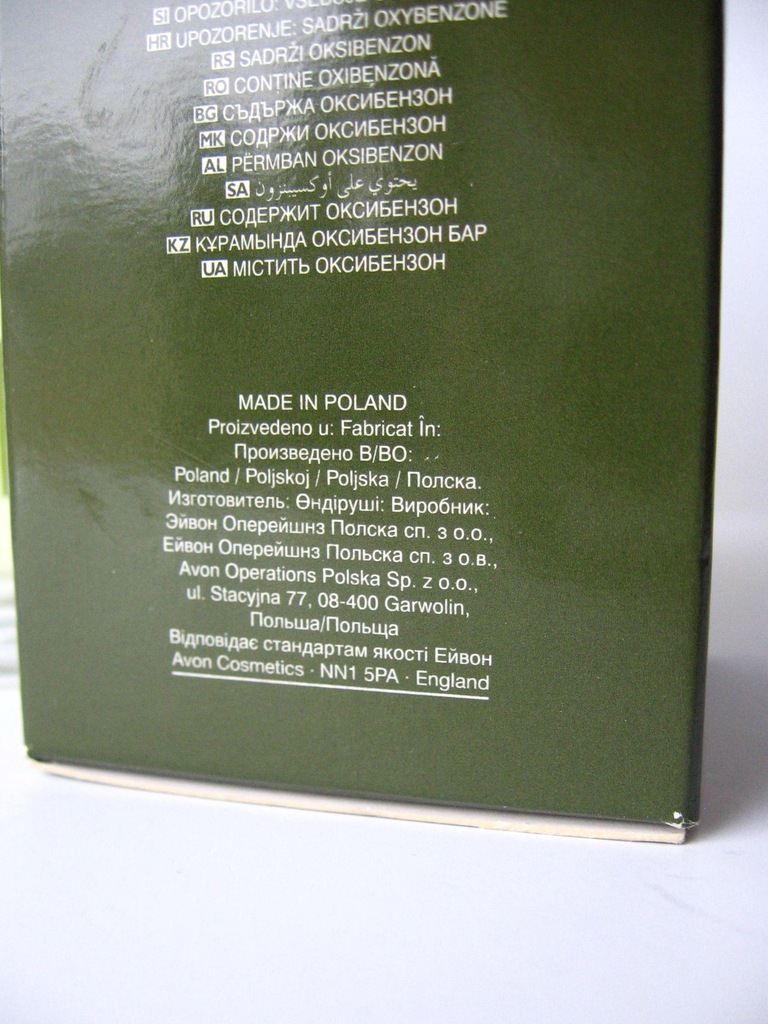 SI OPOZORILO:
HR UPOZORENJE: SADRŽI OXYBENZONE
RS SADRŽI OKSIBENZON
RO CONŢINE OXIBENZONĂ
BG СЪДЪРЖА ОКСИБЕНЗОН
MK СОДРЖИ ОКСИБЕНЗОН
AL PËRMBAN OKSIBENZON
SA يحتوي على أوكسيبنزون
RU СОДЕРЖИТ ОКСИБЕНЗОН
KZ ҚҰРАМЫНДА ОКСИБЕНЗОН БАР
UA МІСТИТЬ ОКСИБЕНЗОН
MADE IN POLAND
Proizvedeno u: Fabricat În:
Произведено В/ВО:
Poland / Poljskoj / Poljska / Полска.
Изготовитель: Өндіруші: Виробник:
Эйвон Оперейшнз Полска сп. з о.о.,
Ейвон Оперейшнз Польска сп. з о.в.,
Avon Operations Polska Sp. z o.o.,
ul. Stacyjna 77, 08-400 Garwolin,
Польша/Польща
Відповідає стандартам якості Ейвон
Avon Cosmetics · NN1 5PA · England